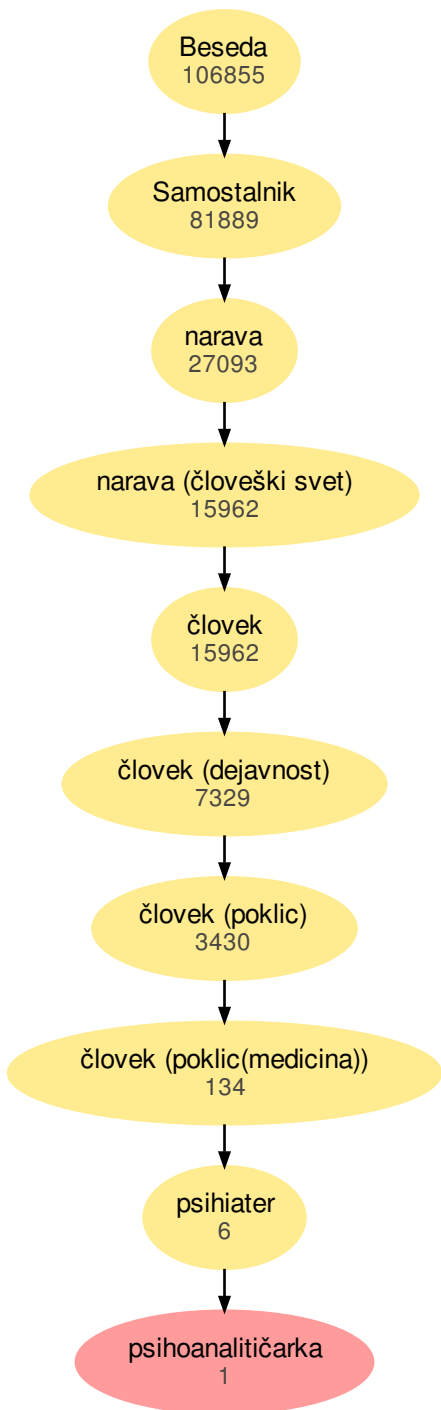 Beseda
106855
Samostalnik
81889
narava
27093
narava (človeški svet)
15962
človek
15962
človek (dejavnost)
7329
človek (poklic)
3430
človek (poklic(medicina))
134
psihiater
6
psihoanalitičarka
1